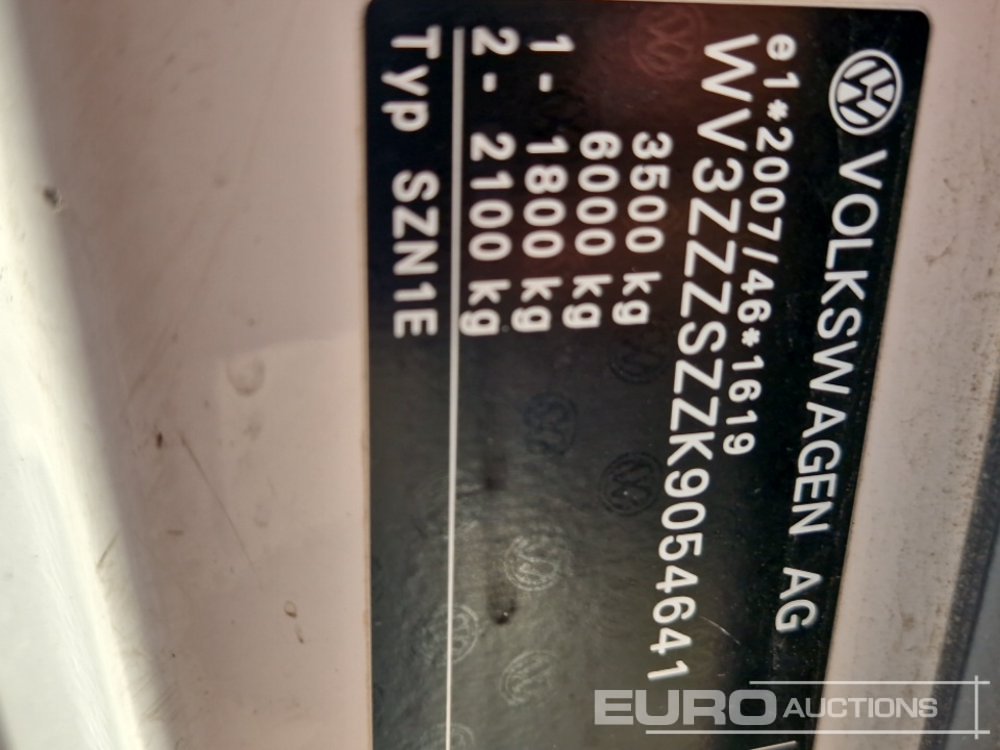 VOLKSWAGEN AG
e1*2007/46*1619
WV3ZZZSZZK9054641
3500 kg
6000 kg
1- 1800 kg
2- 2100 kg
Typ SZN1E
EURO AUCTIONS